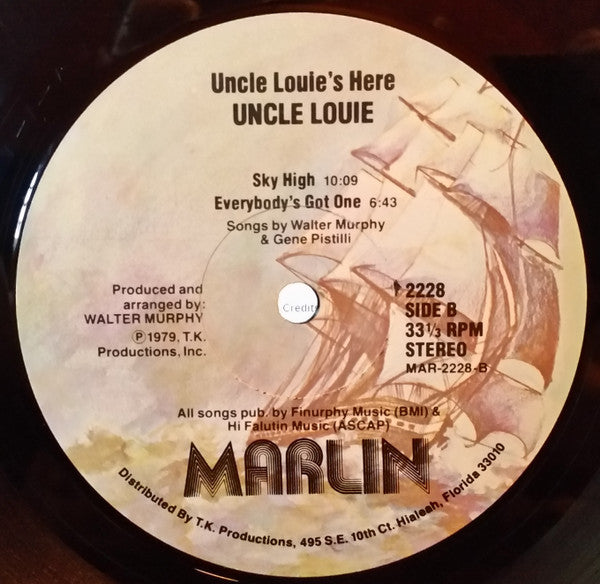 Uncle Louie's Here
UNCLE LOUIE
Sky High 10:09
Everybody's Got One 6:43
Songs by Walter Murphy
& Gene Pistilli
Produced and
arranged by:
WALTER MURPHY
℗ 1979, T.K.
Productions, Inc.
Credit
2228
SIDE B
33 1/3 RPM
STEREO
MAR-2228-B
All songs pub. by Finurphy Music (BMI) &
Hi Falutin Music (ASCAP)
MARLIN
Distributed By T.K. Productions, 495 S.E. 10th Ct. Hialeah, Florida 33010